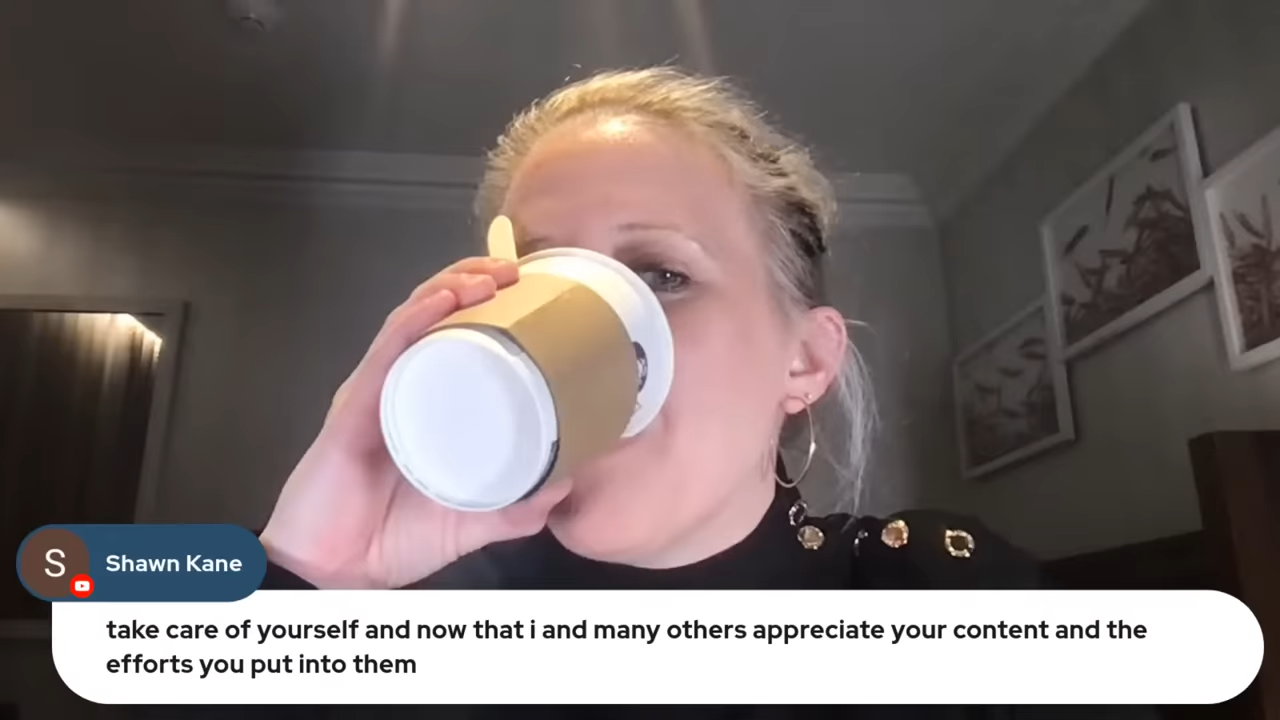 S
Shawn Kane
take care of yourself and now that i and many others appreciate your content and the
efforts you put into them